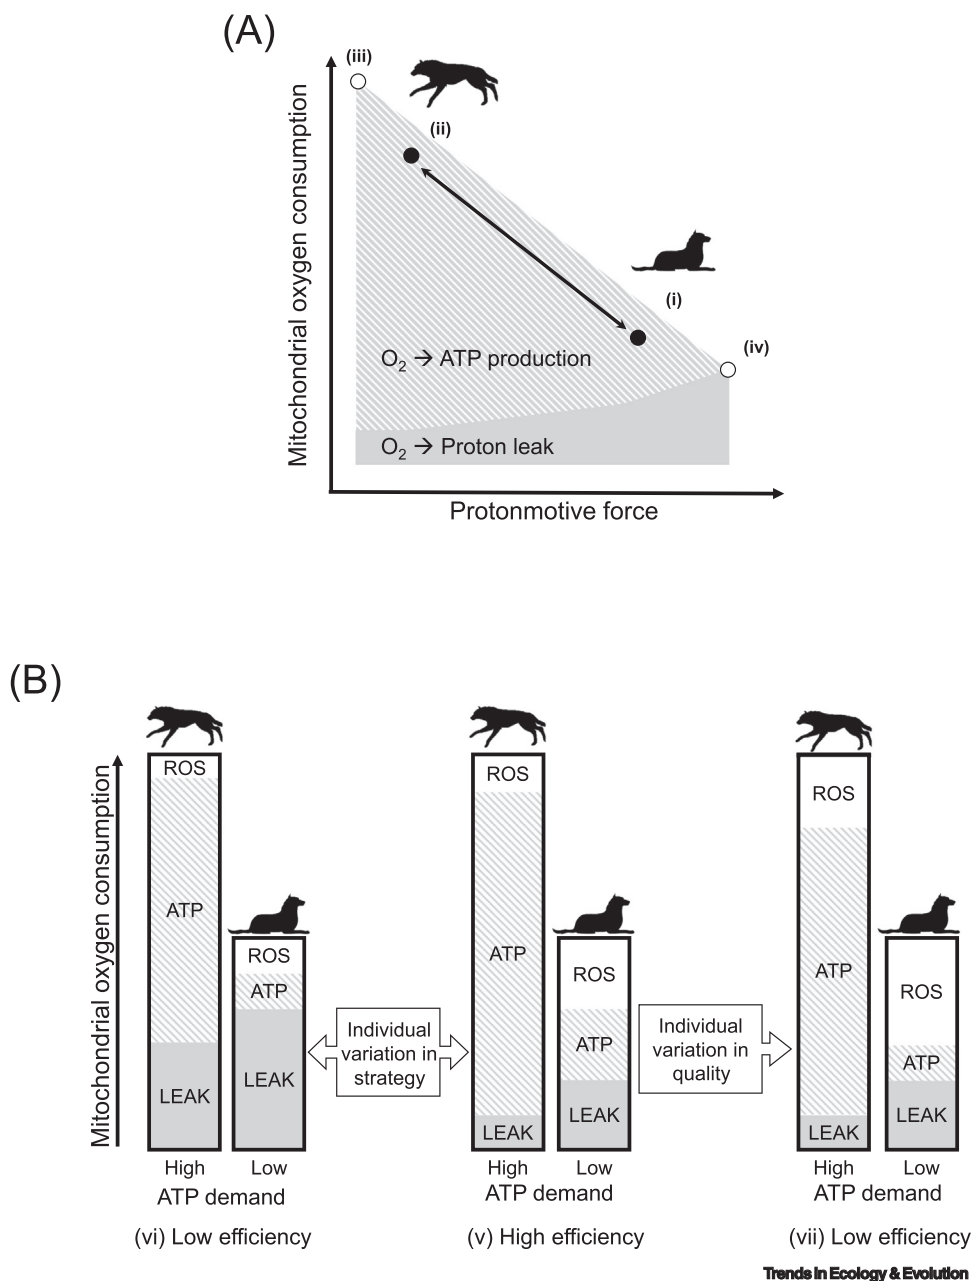 (A)
Mitochondrial oxygen consumption
(iii)
(ii)
(i)
(iv)
O₂ → ATP production
O₂ → Proton leak
Protonmotive force
(B)
Mitochondrial oxygen consumption
ROS
ATP
LEAK
High
ROS
ATP
LEAK
Low
ATP demand
(vi) Low efficiency
Individual
variation in
strategy
ROS
ATP
LEAK
High
ROS
ATP
LEAK
Low
ATP demand
(v) High efficiency
Individual
variation in
quality
ROS
ATP
LEAK
High
ROS
ATP
LEAK
Low
ATP demand
(vii) Low efficiency
Trends in Ecology & Evolution